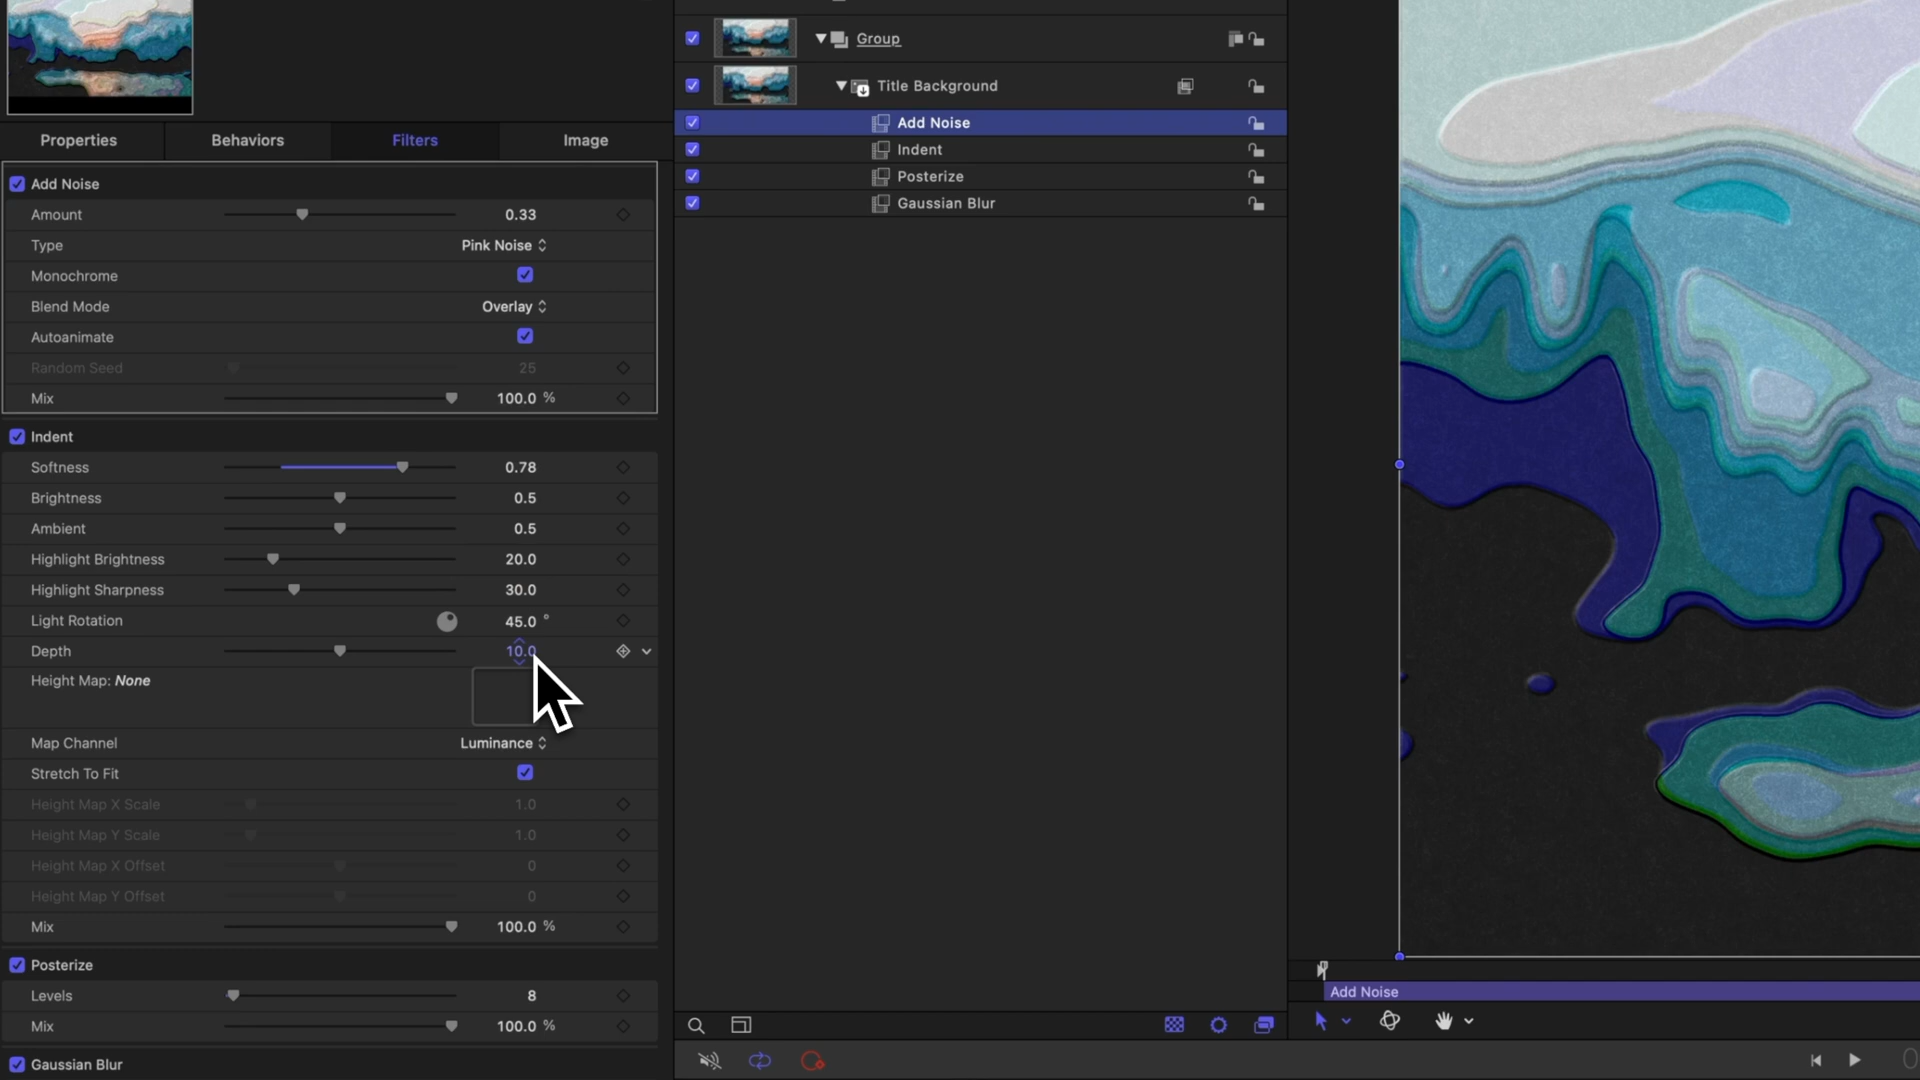 Properties
Behaviors
Filters
Image
Add Noise
Amount 0.33
Type Pink Noise
Monochrome
Blend Mode Overlay
Autoanimate
Random Seed 25
Mix 100.0 %
Indent
Softness 0.78
Brightness 0.5
Ambient 0.5
Highlight Brightness 20.0
Highlight Sharpness 30.0
Light Rotation 45.0 °
Depth 10.0
Height Map: None
Map Channel Luminance
Stretch To Fit
Height Map X Scale 1.0
Height Map Y Scale 1.0
Height Map X Offset 0
Height Map Y Offset 0
Mix 100.0 %
Posterize
Levels 8
Mix 100.0 %
Gaussian Blur
Group
Title Background
Add Noise
Indent
Posterize
Gaussian Blur
Add Noise